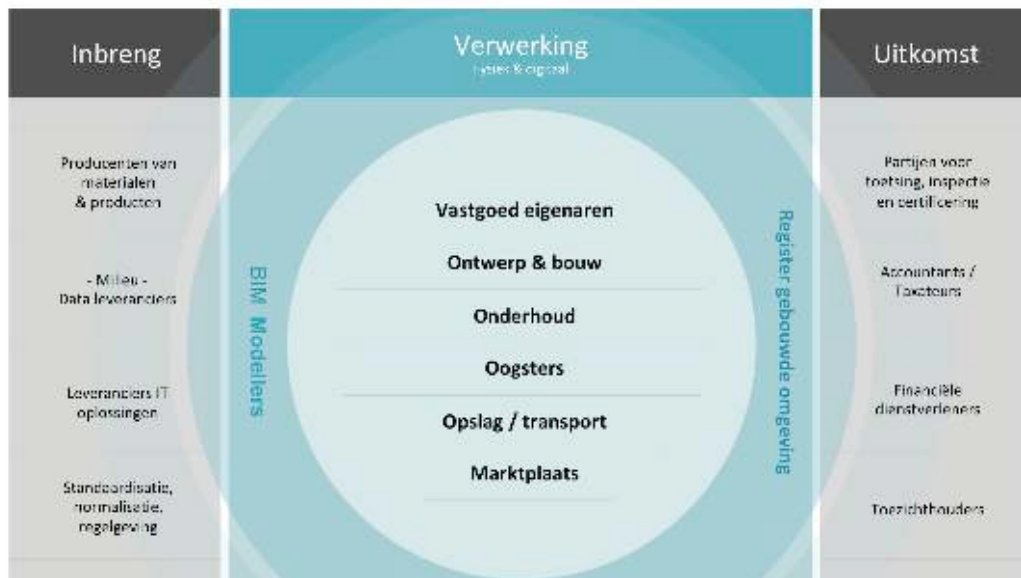 Inbreng
Producenten van
materialen
& producten
- Milieu -
Data leveranciers
Leveranciers IT
oplossingen
Standaardisatie,
normalisatie,
regelgeving
Verwerking
Fysiek & digitaal
BIM Modellers
Vastgoed eigenaren
Ontwerp & bouw
Onderhoud
Oogsters
Opslag / transport
Marktplaats
Register gebouwde omgeving
Uitkomst
Partijen voor
toetsing, inspectie
en certificering
Accountants /
Taxateurs
Financiële
dienstverleners
Toezichthouders